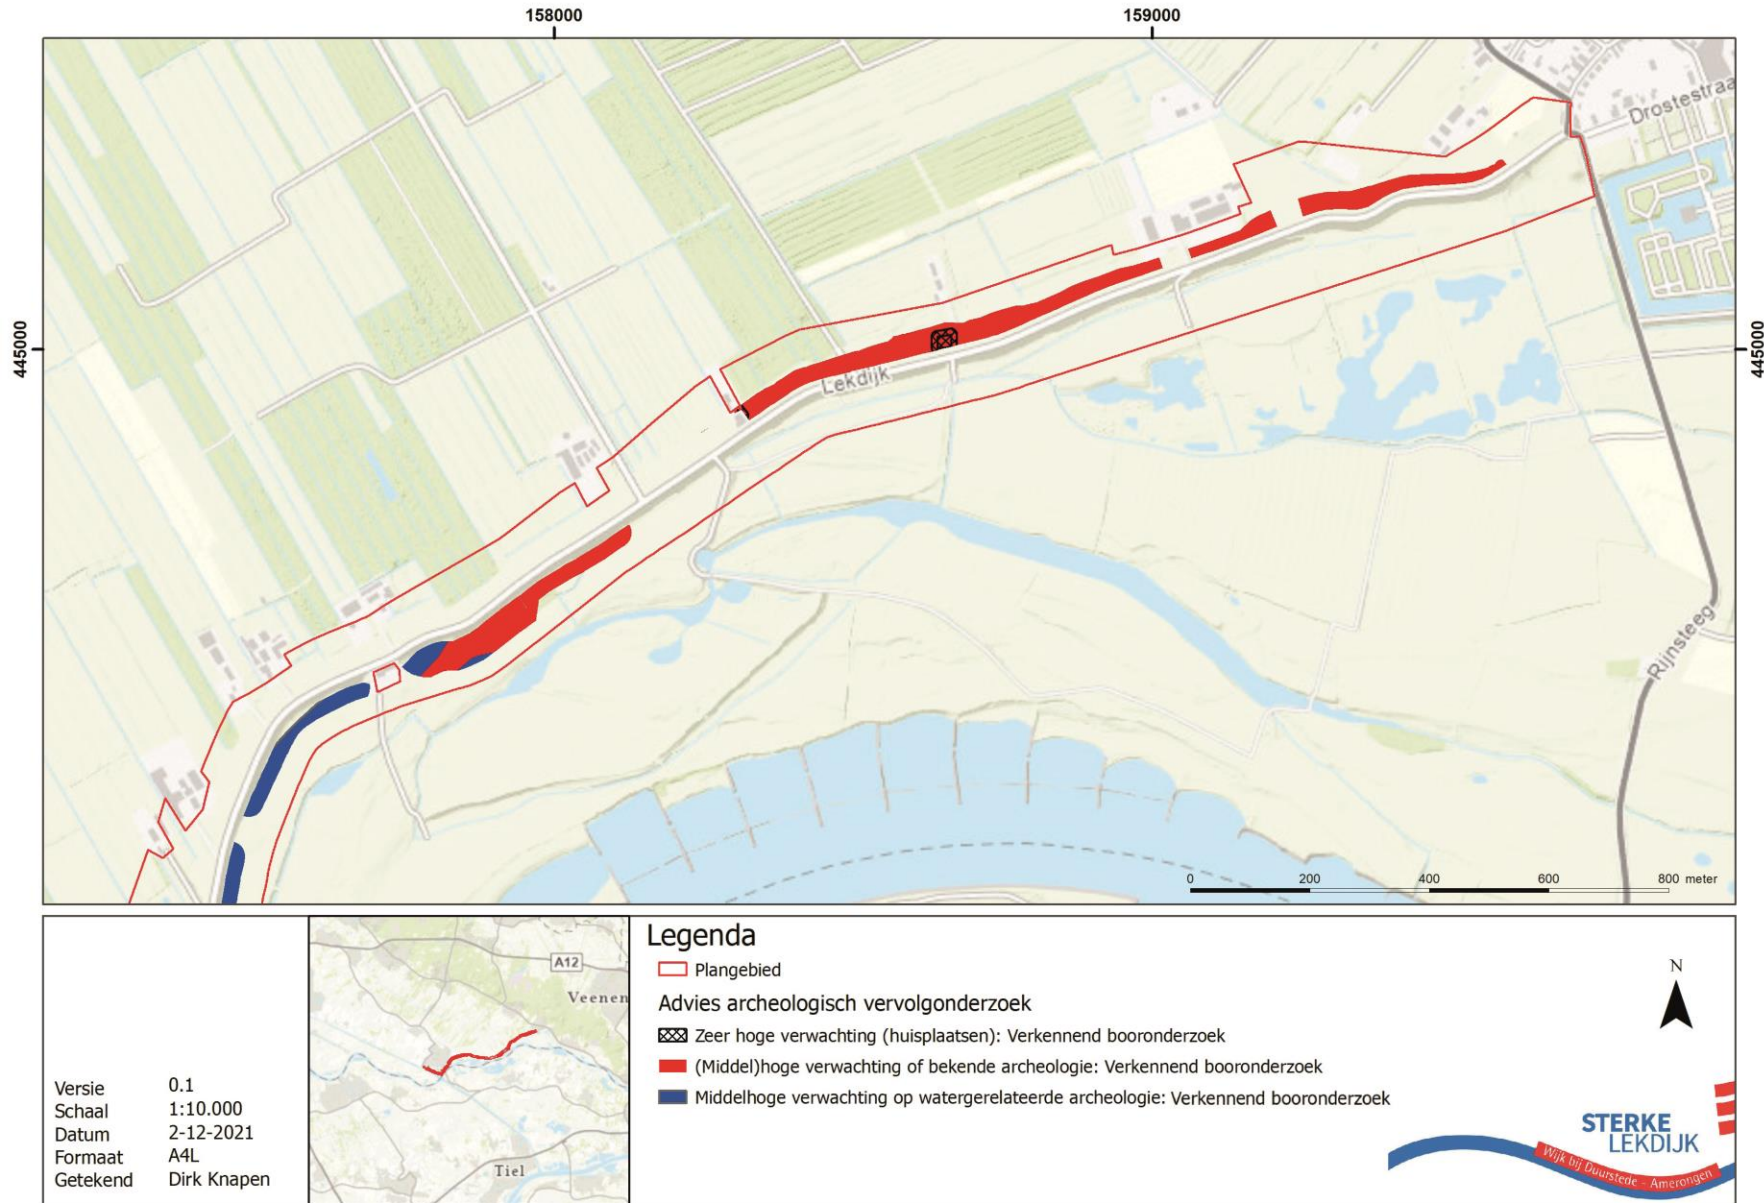 158000
159000
445000
445000
Drostestraa
Lekdijk
Rijnsteeg
0 200 400 600 800 meter
Versie 0.1
Schaal 1:10.000
Datum 2-12-2021
Formaat A4L
Getekend Dirk Knapen
A12
Veenen
Tiel
Legenda
Plangebied
Advies archeologisch vervolgonderzoek
Zeer hoge verwachting (huisplaatsen): Verkennend booronderzoek
(Middel)hoge verwachting of bekende archeologie: Verkennend booronderzoek
Middelhoge verwachting op watergerelateerde archeologie: Verkennend booronderzoek
N
STERKE
LEKDIJK
Wijk bij Duurstede - Amerongen